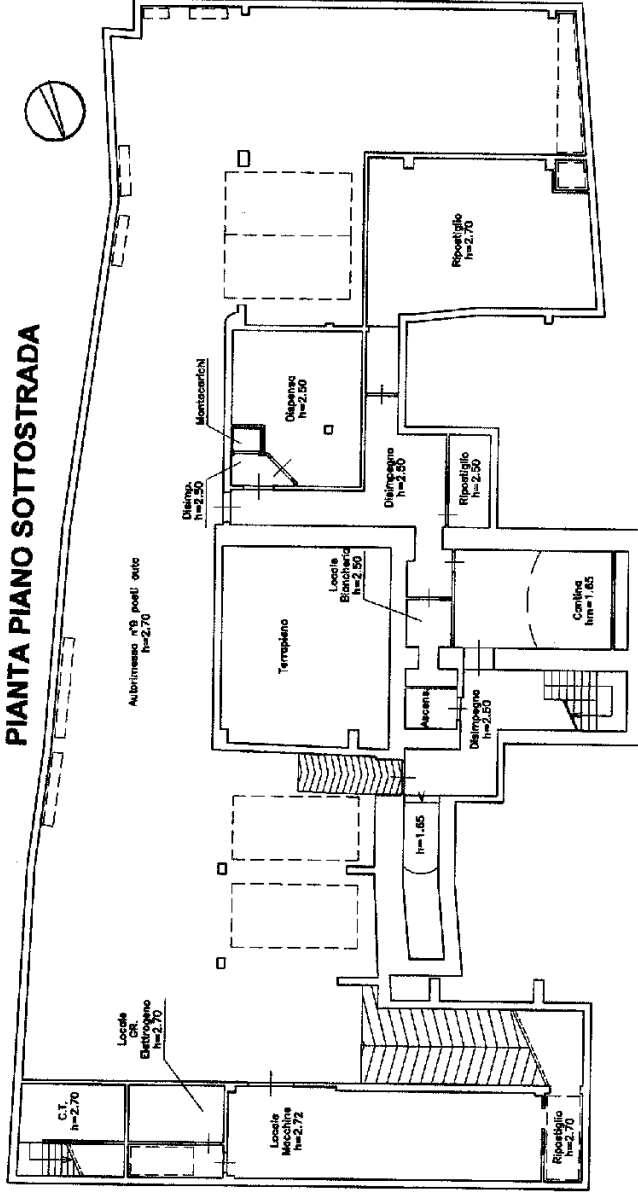 PIANTA PIANO SOTTOSTRADA
Autorimessa n°9 posti auto
h=2.70
C.T.
h=2.70
Locale
GR.
Elettrogeno
h=2.70
Locale
Macchine
h=2.72
Ripostiglio
h=2.70
h=1.65
Terrapieno
Ascens.
Disimpegno
h=2.50
Locale
Biancheria
h=2.50
Cantina
hm=1.65
Disimp.
h=2.50
Montacarichi
Dispensa
h=2.50
Disimpegno
h=2.50
Ripostiglio
h=2.50
Ripostiglio
h=2.70